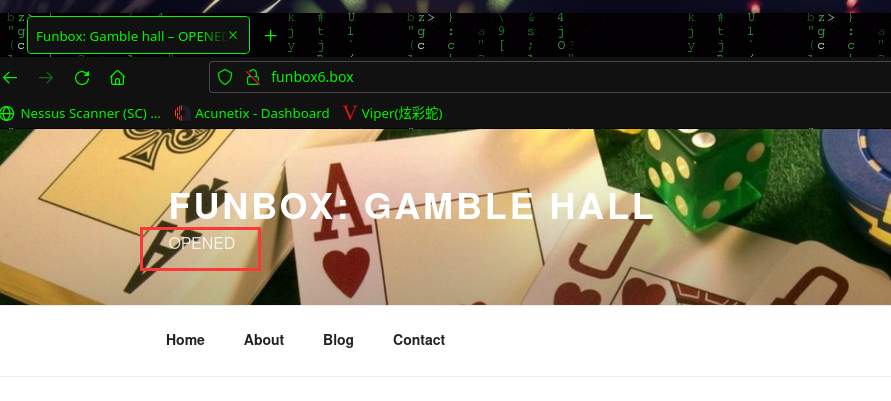 Funbox: Gamble hall – OPENED
funbox6.box
Nessus Scanner (SC) ...
Acunetix - Dashboard
Viper(炫彩蛇)
FUNBOX: GAMBLE HALL
OPENED
Home
About
Blog
Contact